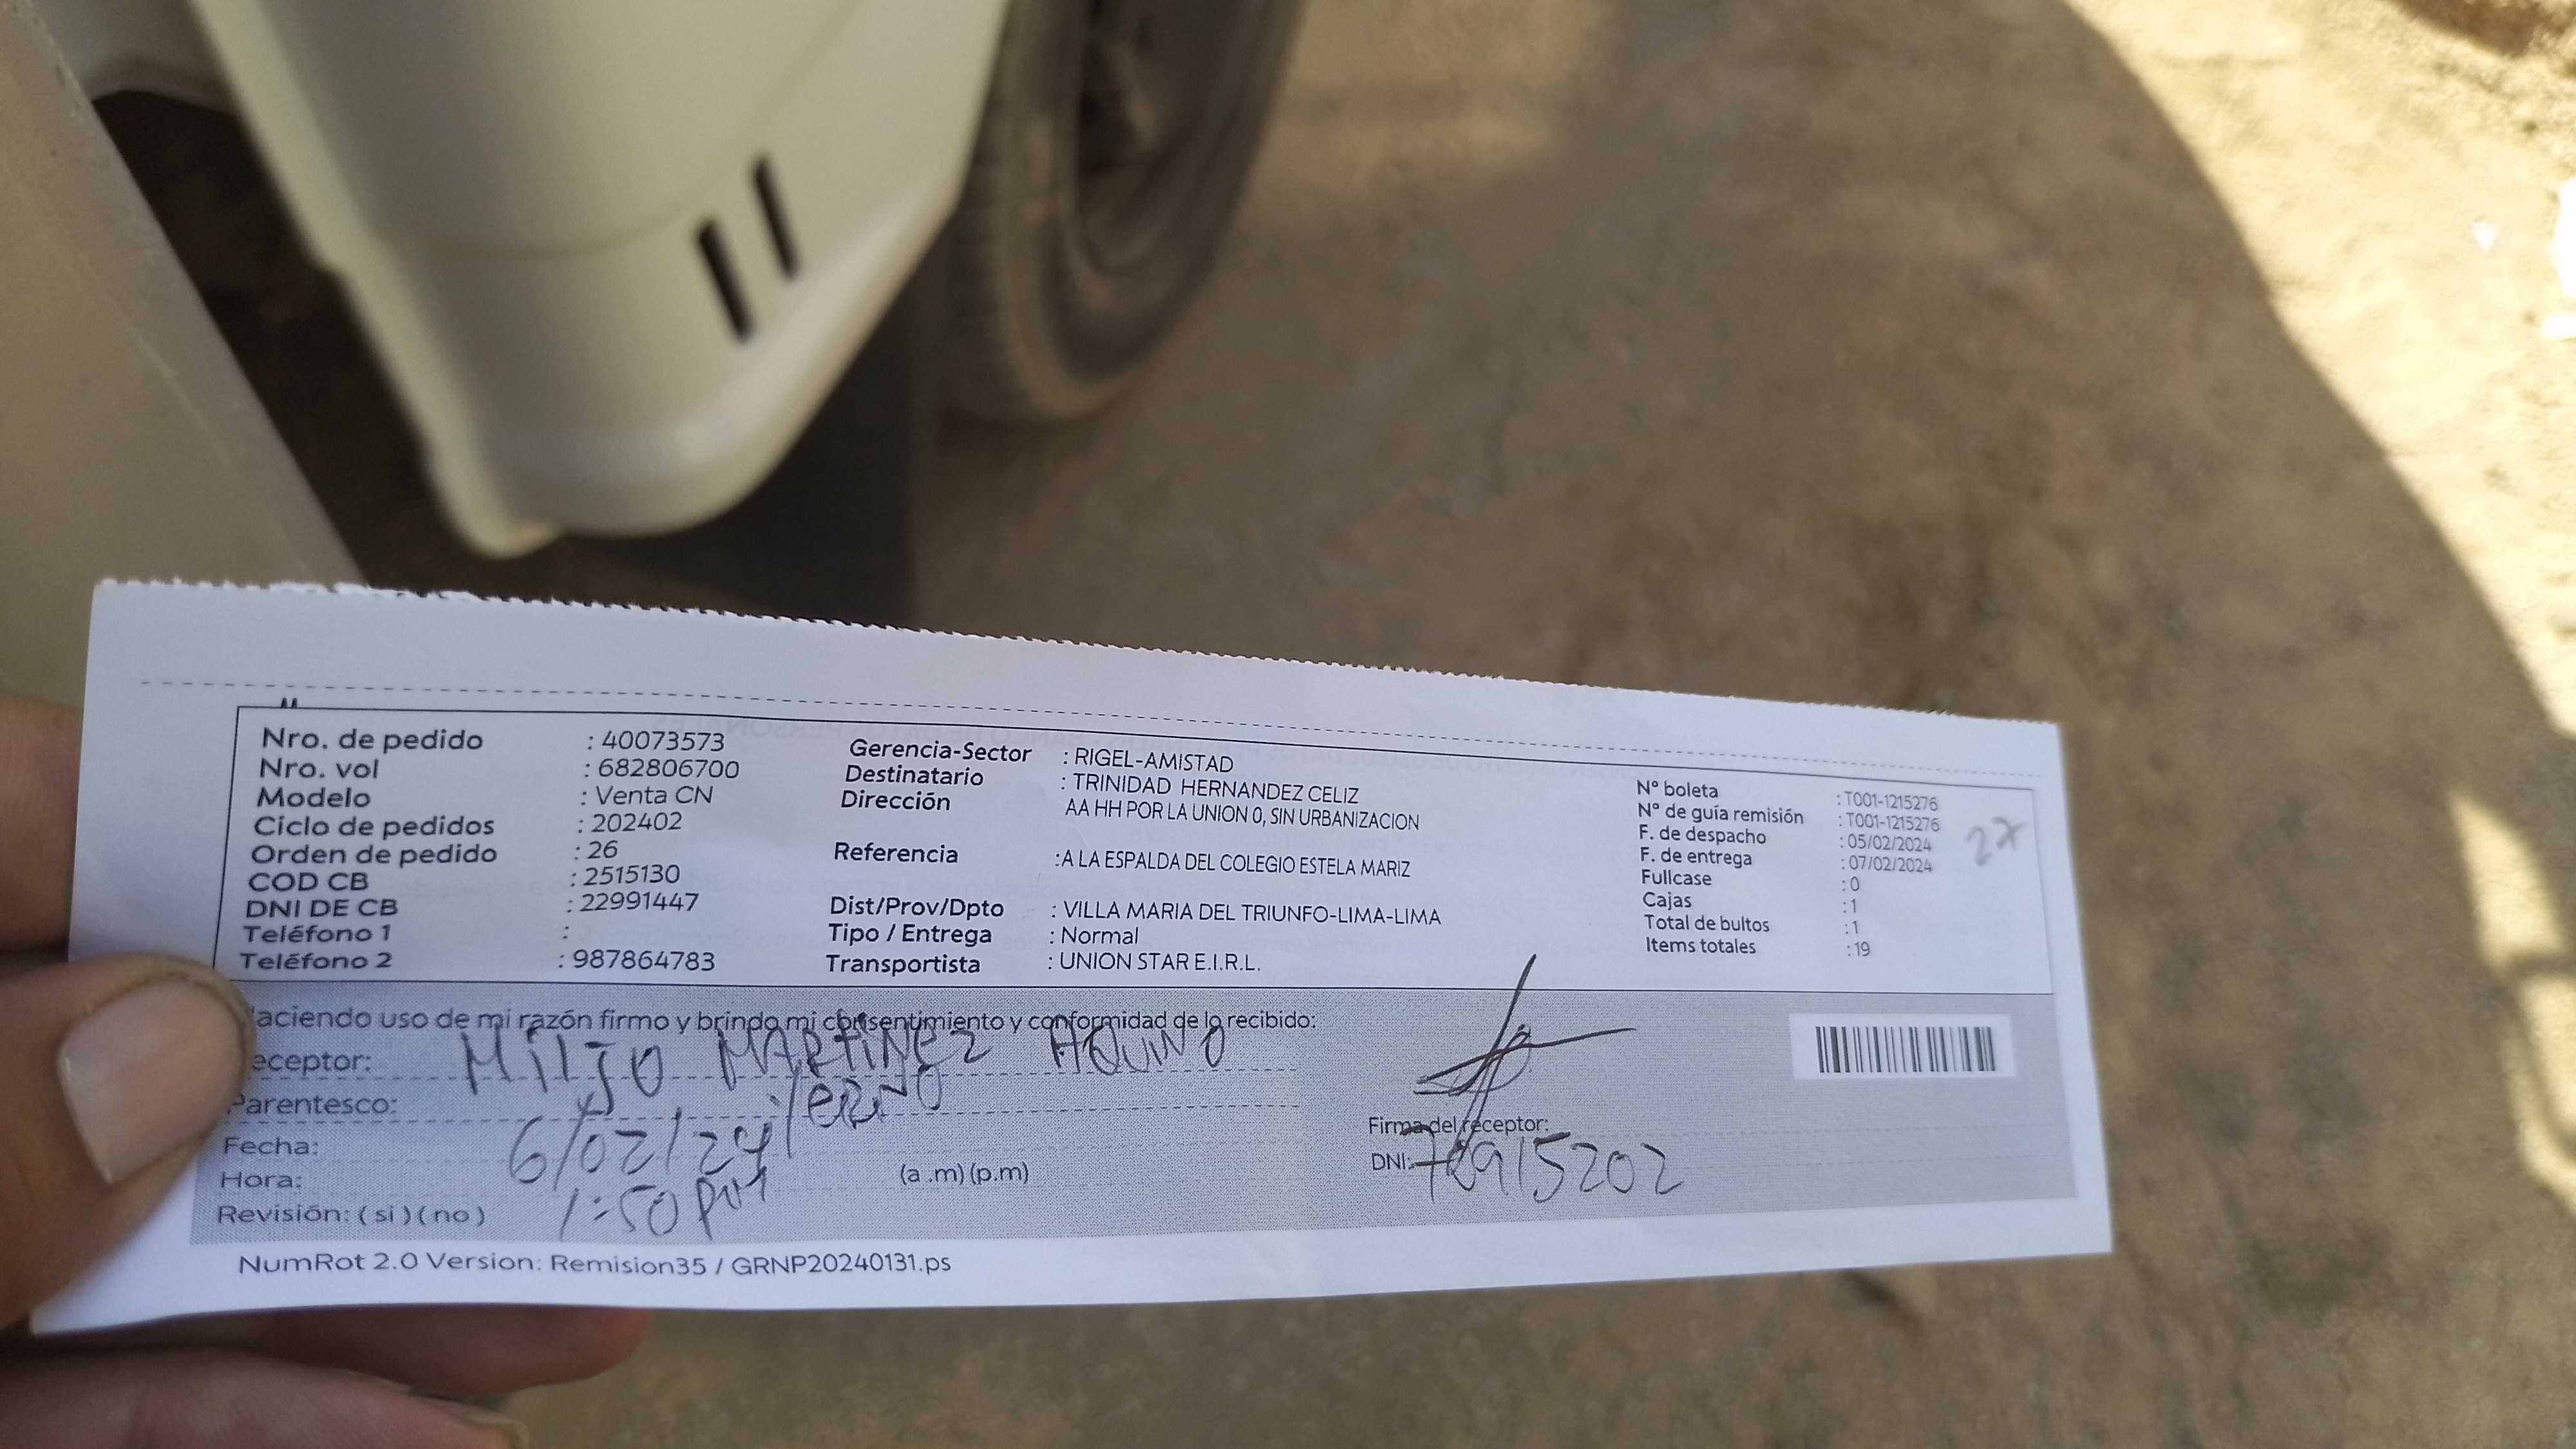 Nro. de pedido : 40073573
Nro. vol : 682806700
Modelo : Venta CN
Ciclo de pedidos : 202402
Orden de pedido : 26
COD CB : 2515130
DNI DE CB : 22991447
Teléfono 1 :
Teléfono 2 : 987864783
Gerencia-Sector : RIGEL-AMISTAD
Destinatario : TRINIDAD HERNANDEZ CELIZ
Dirección AA HH POR LA UNION 0, SIN URBANIZACION
Referencia :A LA ESPALDA DEL COLEGIO ESTELA MARIZ
Dist/Prov/Dpto : VILLA MARIA DEL TRIUNFO-LIMA-LIMA
Tipo / Entrega : Normal
Transportista : UNION STAR E.I.R.L.
N° boleta : T001-1215276
N° de guía remisión : T001-1215276
F. de despacho : 05/02/2024
F. de entrega : 07/02/2024
Fullcase : 0
Cajas : 1
Total de bultos : 1
Items totales : 19
aciendo uso de mi razón firmo y brindo mi consentimiento y conformidad de lo recibido:
eceptor: MARTINEZ AQUINO
Parentesco: YERNO
Fecha: 6/02/24
Hora: 1:50 PM (a .m) (p.m)
Revisión: ( si ) ( no )
Firma del receptor:
DNI:
NumRot 2.0 Version: Remision35 / GRNP20240131.ps